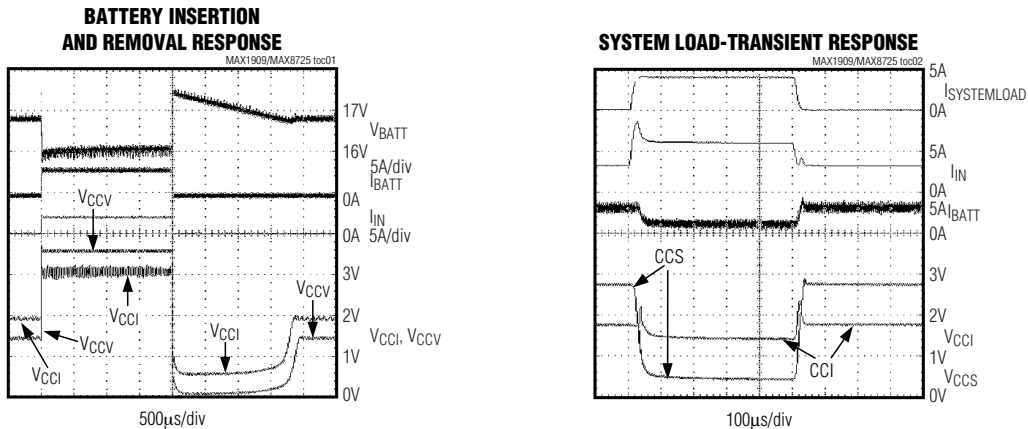 BATTERY INSERTION
AND REMOVAL RESPONSE
MAX1909/MAX8725 toc01
17V
VBATT
16V
5A/div
IBATT
0A
VCCV
IIN
0A 5A/div
3V
VCCI
VCCV
2V
VCCI
VCCV
VCCI, VCCV
VCCI
1V
0V
500μs/div
SYSTEM LOAD-TRANSIENT RESPONSE
MAX1909/MAX8725 toc02
5A
ISYSTEMLOAD
0A
5A
IIN
0A
5A IBATT
0A
CCS
3V
2V
VCCI
CCI
1V
VCCS
0V
100μs/div